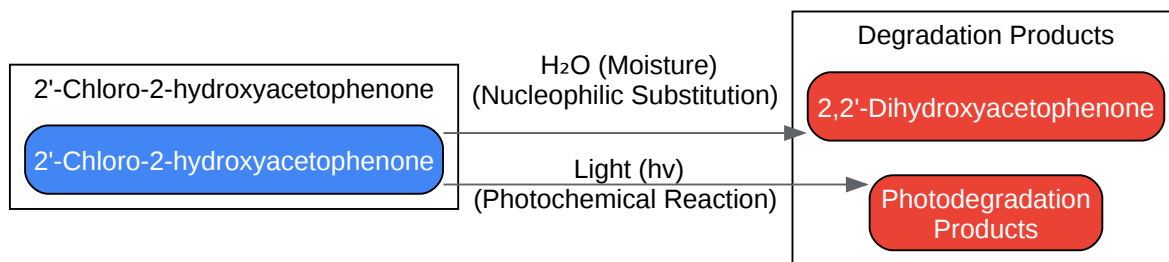 2'-Chloro-2-hydroxyacetophenone
2'-Chloro-2-hydroxyacetophenone
H₂O (Moisture)
(Nucleophilic Substitution)
Light (hv)
(Photochemical Reaction)
Degradation Products
2,2'-Dihydroxyacetophenone
Photodegradation
Products